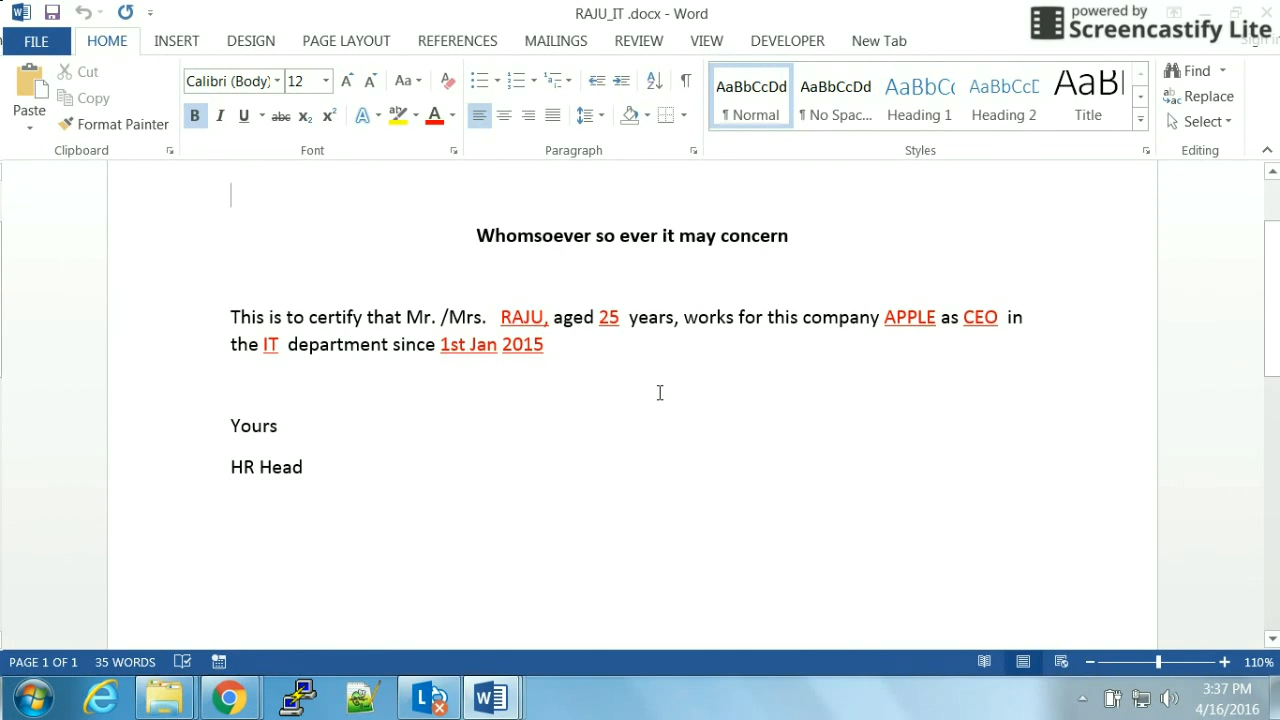 RAJU_IT .docx - Word
powered by
Screencastify Lite
FILE HOME INSERT DESIGN PAGE LAYOUT REFERENCES MAILINGS REVIEW VIEW DEVELOPER New Tab
Paste
Cut
Copy
Format Painter
Clipboard
Calibri (Body) 12
Font
Paragraph
AaBbCcDd AaBbCcDd AaBbCc AaBbCcD AaBl
¶ Normal ¶ No Spac... Heading 1 Heading 2 Title
Styles
Find
Replace
Select
Editing
Whomsoever so ever it may concern
This is to certify that Mr. /Mrs. RAJU, aged 25 years, works for this company APPLE as CEO in
the IT department since 1st Jan 2015
Yours
HR Head
PAGE 1 OF 1 35 WORDS 110%
3:37 PM
4/16/2016